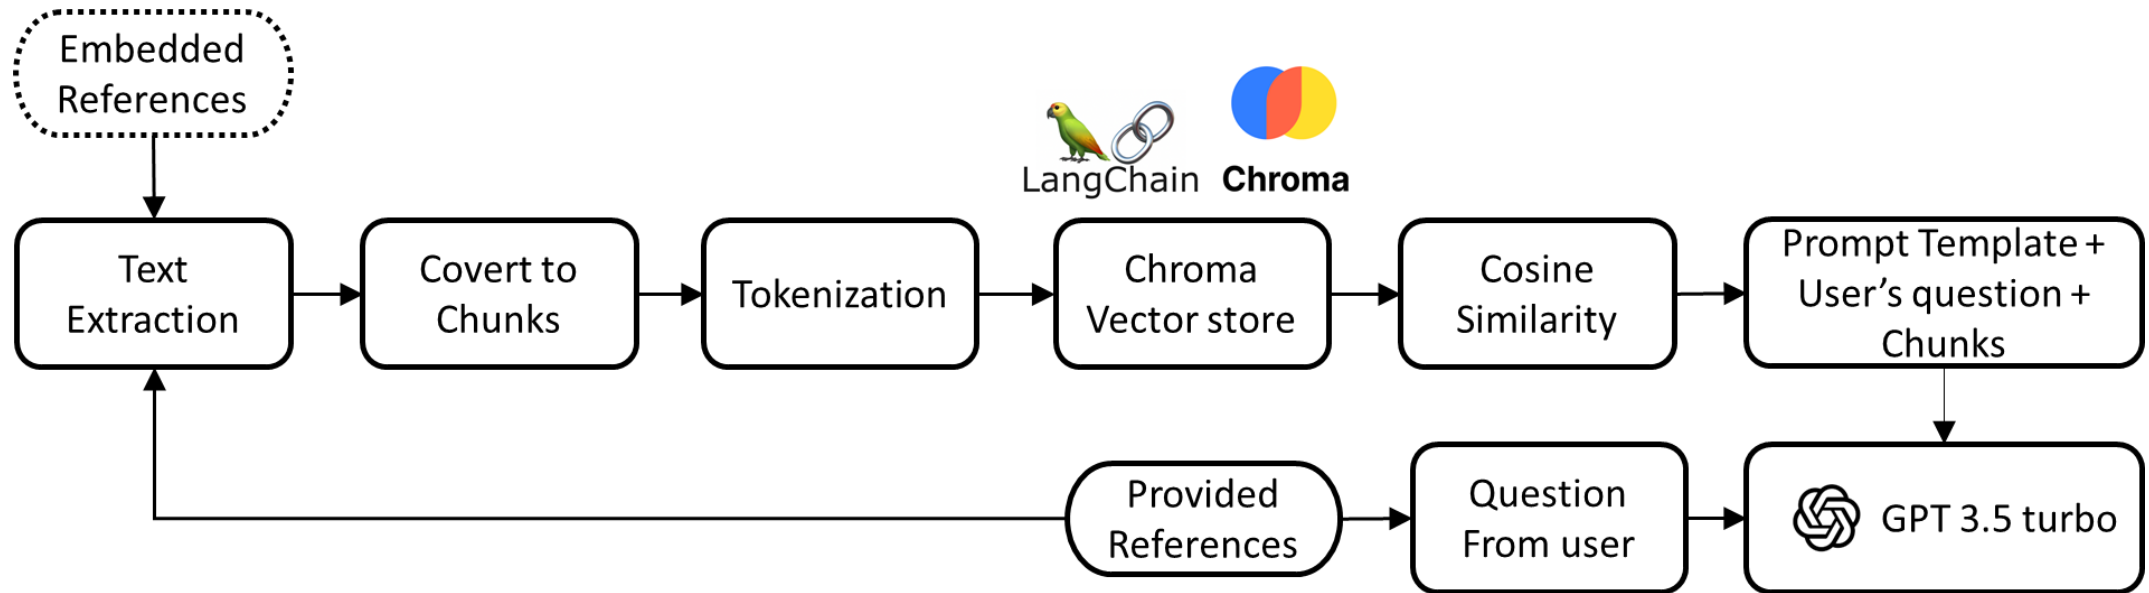 Embedded
References
LangChain
Chroma
Text
Extraction
Covert to
Chunks
Tokenization
Chroma
Vector store
Cosine
Similarity
Prompt Template +
User’s question +
Chunks
Provided
References
Question
From user
GPT 3.5 turbo